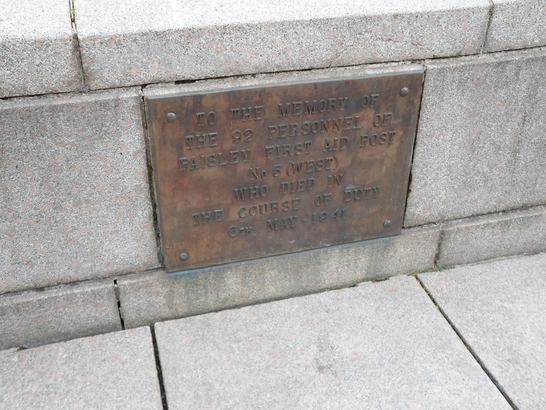 TO THE MEMORY OF
THE 92 PERSONNEL OF
PAISLEY FIRST AID POST
No 5 (WEST)
WHO DIED IN
THE COURSE OF DUTY
6TH MAY 1941